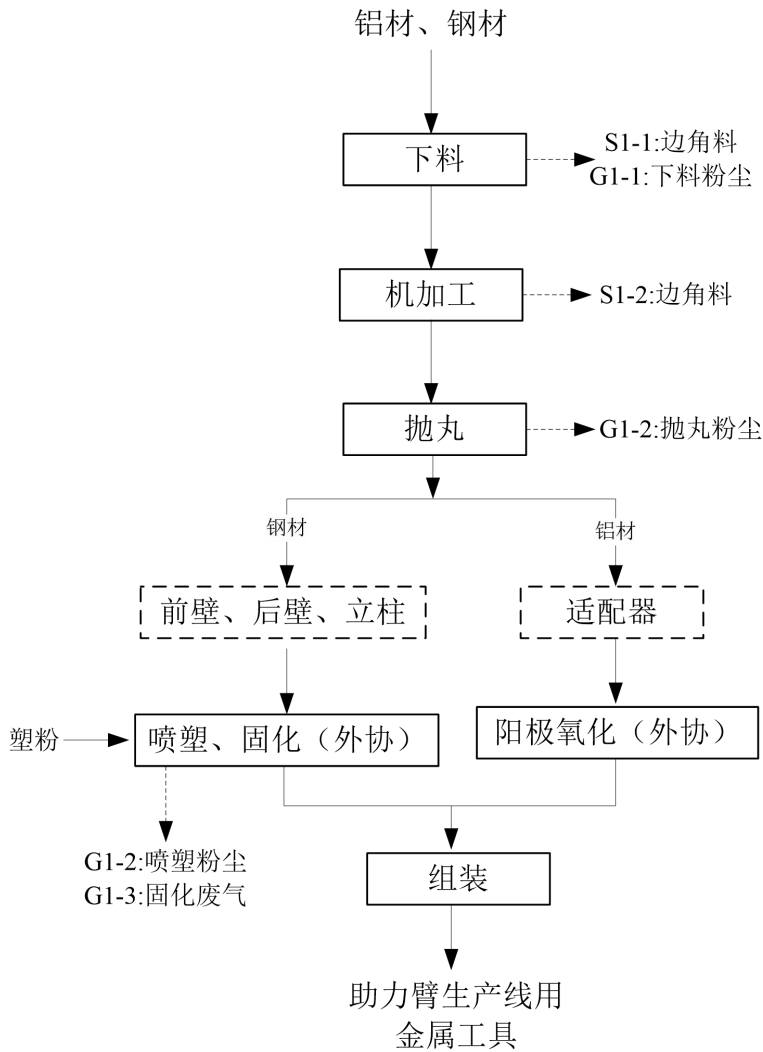 铝材、钢材
下料
S1-1:边角料
G1-1:下料粉尘
机加工
S1-2:边角料
抛丸
G1-2:抛丸粉尘
钢材
铝材
前壁、后壁、立柱
适配器
塑粉
喷塑、固化（外协）
阳极氧化（外协）
G1-2:喷塑粉尘
G1-3:固化废气
组装
助力臂生产线用
金属工具